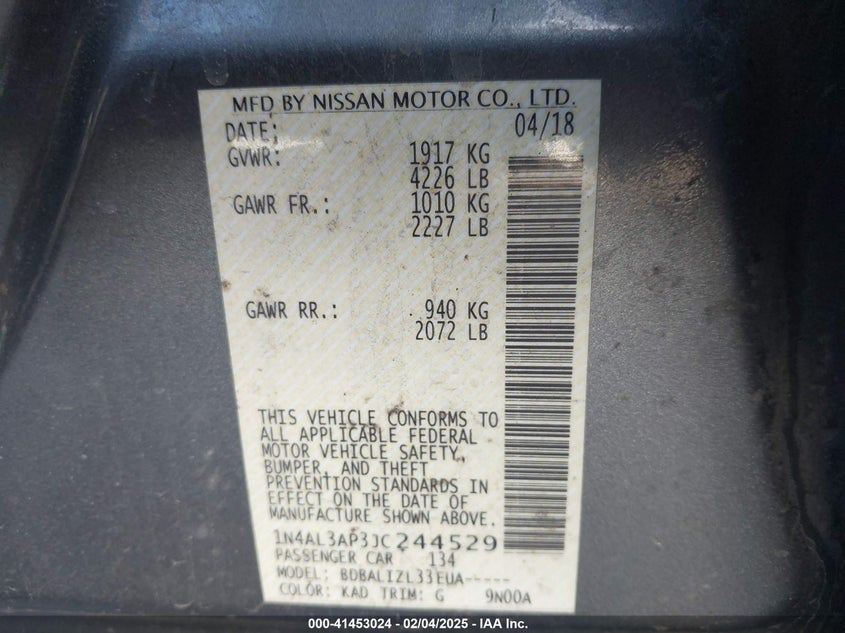 MFD BY NISSAN MOTOR CO., LTD.
DATE: 04/18
GVWR: 1917 KG
4226 LB
GAWR FR.: 1010 KG
2227 LB
GAWR RR.: 940 KG
2072 LB
THIS VEHICLE CONFORMS TO
ALL APPLICABLE FEDERAL
MOTOR VEHICLE SAFETY,
BUMPER, AND THEFT
PREVENTION STANDARDS IN
EFFECT ON THE DATE OF
MANUFACTURE SHOWN ABOVE.
1N4AL3AP3JC244529
PASSENGER CAR 134
MODEL: BDBALIZL33EUA-----
COLOR: KAD TRIM: G 9N00A
000-41453024 - 02/04/2025 - IAA Inc.